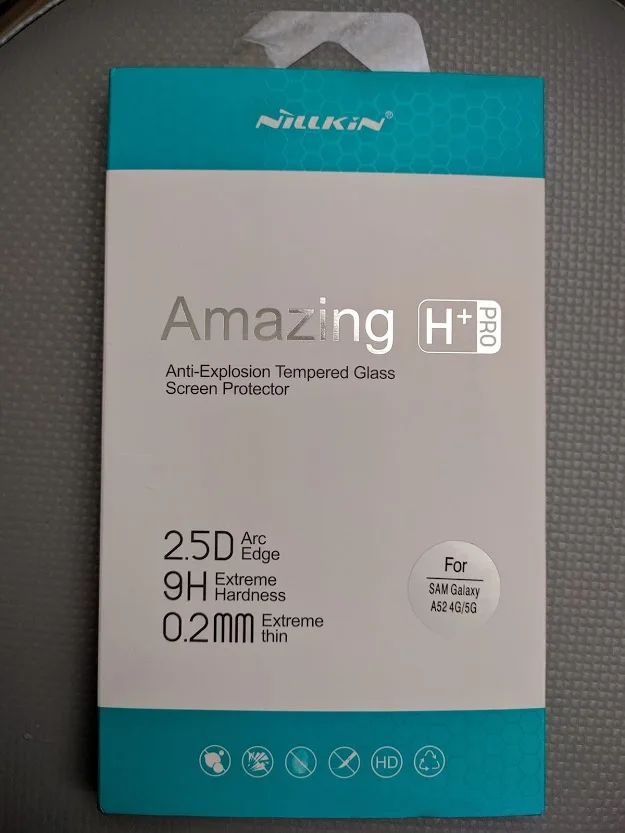 NILLKIN®
Amazing H+ PRO
Anti-Explosion Tempered Glass
Screen Protector
2.5D Arc Edge
9H Extreme Hardness
0.2mm Extreme thin
For
SAM Galaxy
A52 4G/5G
HD